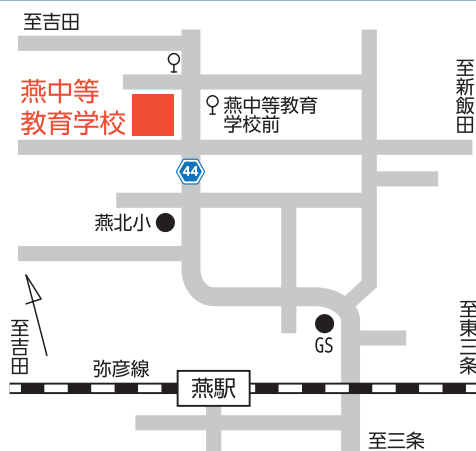 至吉田
燕中等
教育学校
燕中等教育
学校前
至新飯田
44
燕北小
至吉田
GS
至東三条
弥彦線
燕駅
至三条